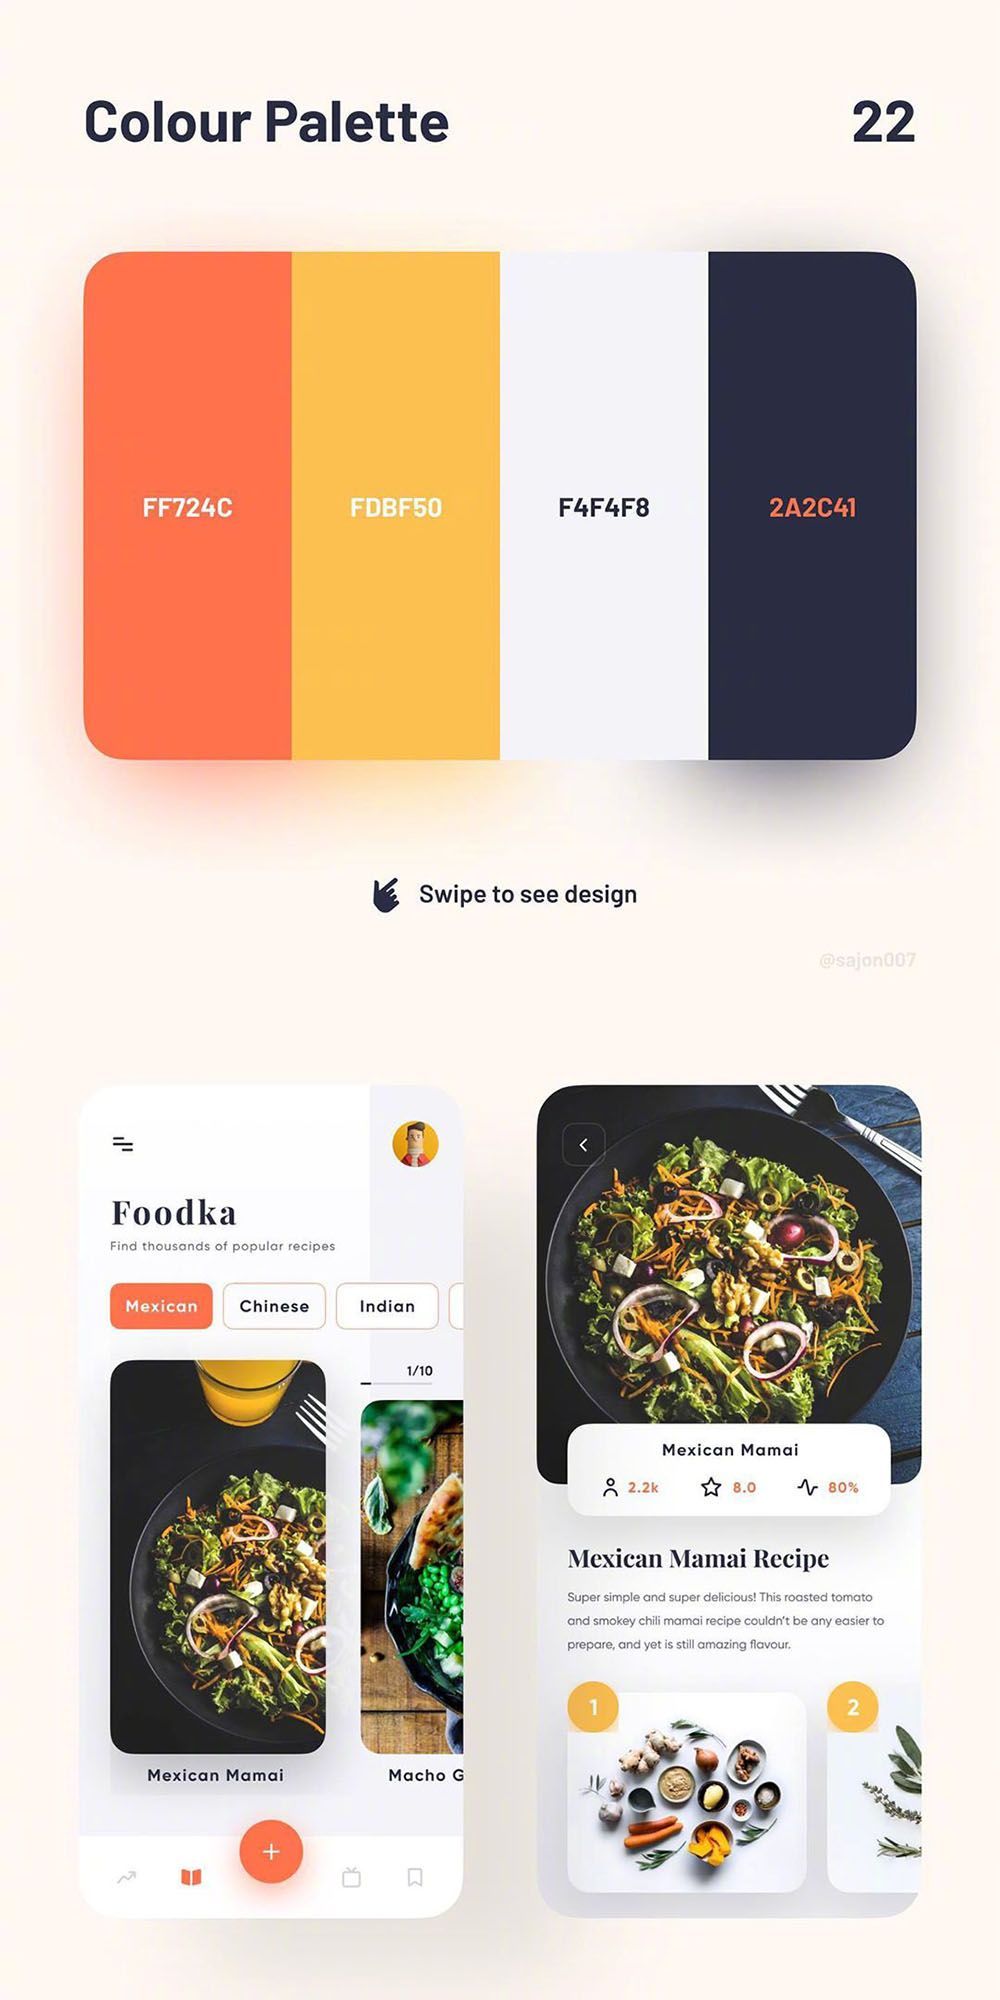 Colour Palette
22
FF724C
FDBF50
F4F4F8
2A2C41
Swipe to see design
@sajon007
Foodka
Find thousands of popular recipes
Mexican
Chinese
Indian
1/10
Mexican Mamai
Macho G
Mexican Mamai
2.2k
8.0
80%
Mexican Mamai Recipe
Super simple and super delicious! This roasted tomato
and smokey chili mamai recipe couldn't be any easier to
prepare, and yet is still amazing flavour.
1
2